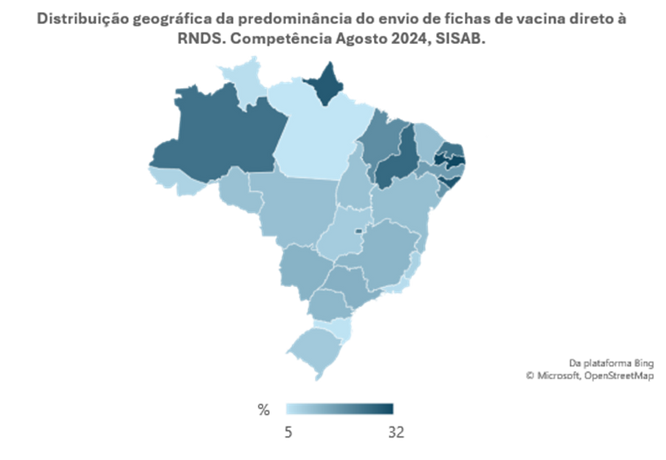 Distribuição geográfica da predominância do envio de fichas de vacina direto à
RNDS. Competência Agosto 2024, SISAB.
Da plataforma Bing
© Microsoft, OpenStreetMap
%
5 32